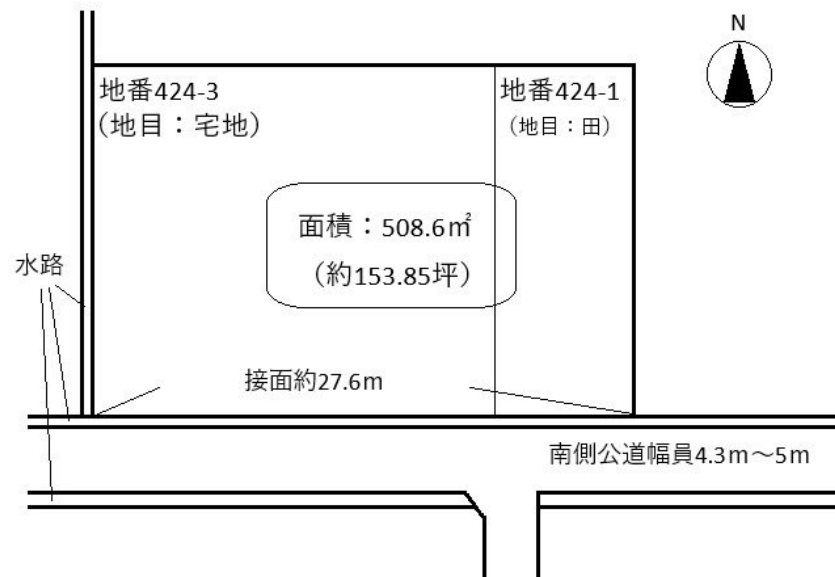 N
地番424-3
（地目：宅地）
地番424-1
（地目：田）
面積：508.6㎡
（約153.85坪）
水路
接面約27.6m
南側公道幅員4.3m～5m